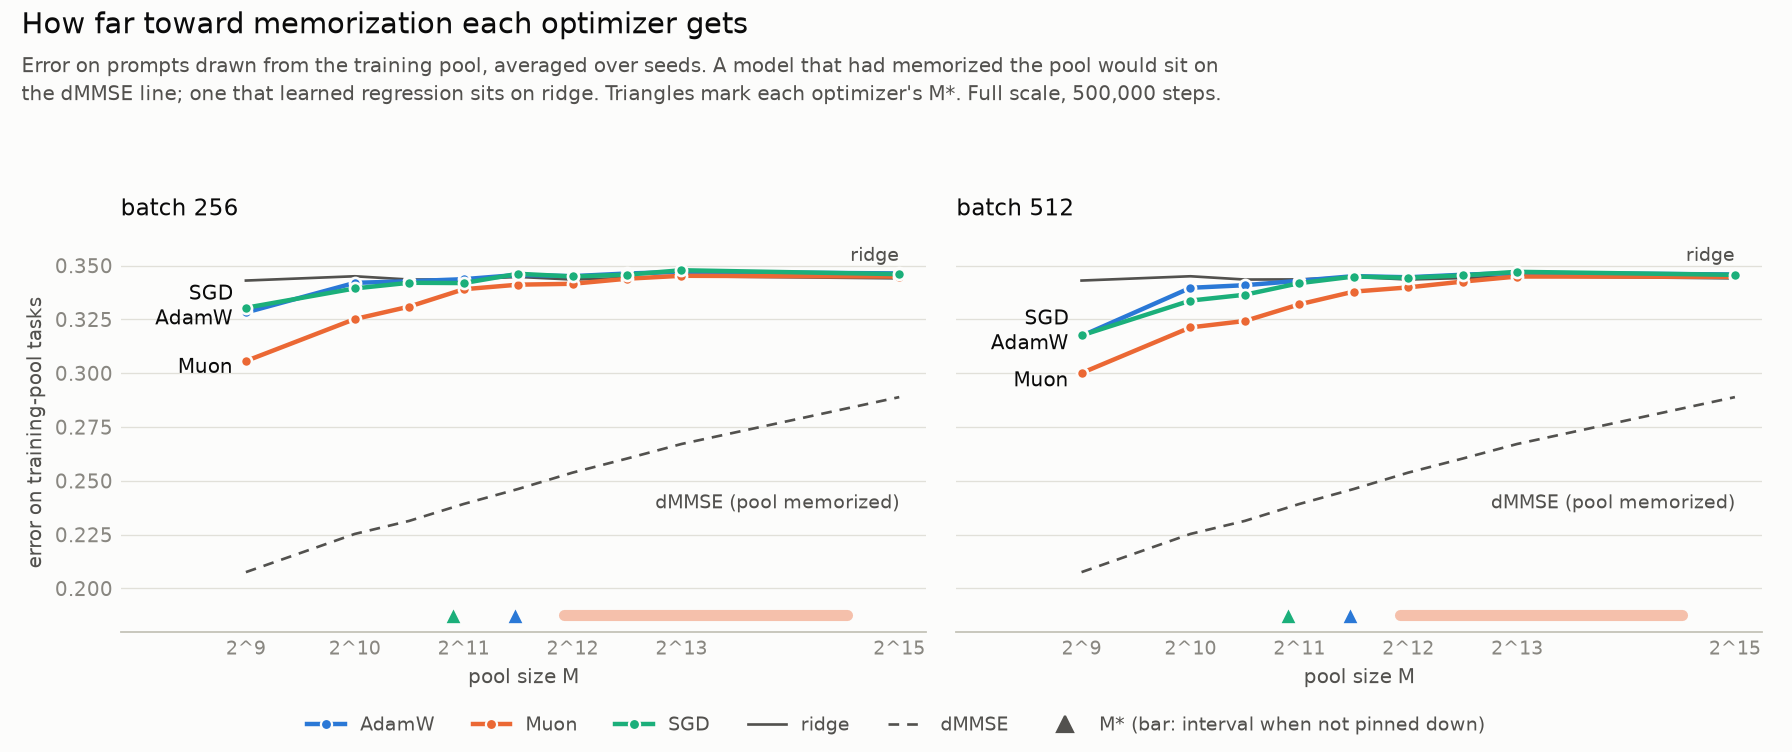 How far toward memorization each optimizer gets
Error on prompts drawn from the training pool, averaged over seeds. A model that had memorized the pool would sit on
the dMMSE line; one that learned regression sits on ridge. Triangles mark each optimizer's M*. Full scale, 500,000 steps.
batch 256
error on training-pool tasks
0.350
0.325
0.300
0.275
0.250
0.225
0.200
ridge
SGD
AdamW
Muon
dMMSE (pool memorized)
2^9
2^10
2^11
2^12
2^13
2^15
pool size M
batch 512
ridge
SGD
AdamW
Muon
dMMSE (pool memorized)
2^9
2^10
2^11
2^12
2^13
2^15
pool size M
AdamW
Muon
SGD
ridge
dMMSE
M* (bar: interval when not pinned down)